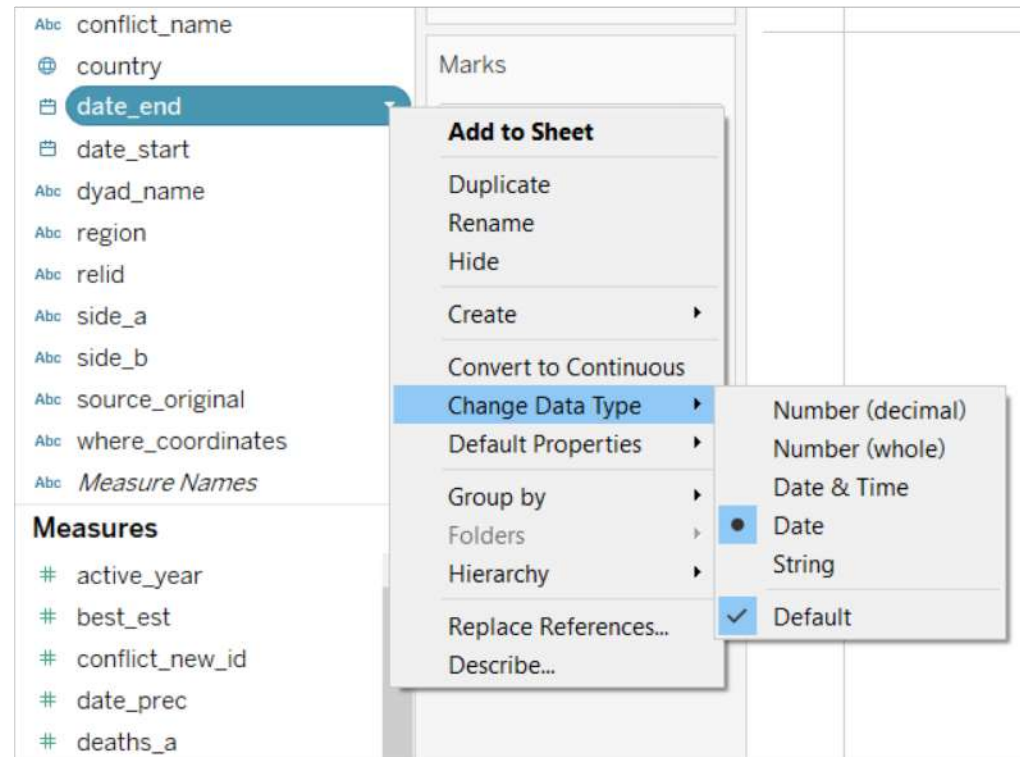 Abc conflict_name
country
date_end
date_start
Abc dyad_name
Abc region
Abc relid
Abc side_a
Abc side_b
Abc source_original
Abc where_coordinates
Abc Measure Names
Measures
# active_year
# best_est
# conflict_new_id
# date_prec
# deaths_a
Marks
Add to Sheet
Duplicate
Rename
Hide
Create
Convert to Continuous
Change Data Type
Default Properties
Group by
Folders
Hierarchy
Replace References...
Describe...
Number (decimal)
Number (whole)
Date & Time
Date
String
Default